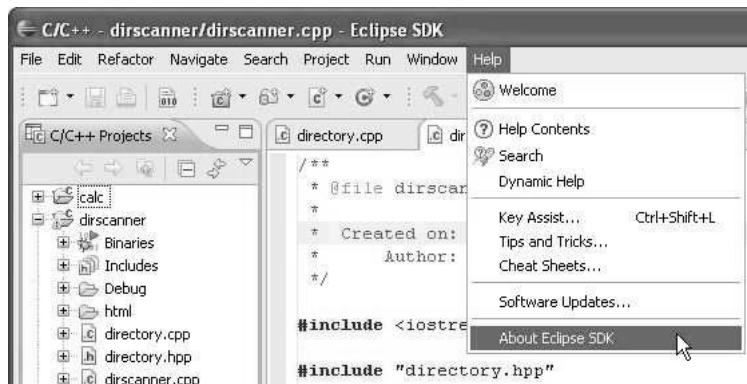 C/C++ - dirscanner/dirscanner.cpp - Eclipse SDK
File Edit Refactor Navigate Search Project Run Window Help
010
C/C++ Projects
directory.cpp
calc
dirscanner
Binaries
Includes
Debug
html
directory.cpp
directory.hpp
dirscanner.cpp
/**
* @file
*
* Created on:
* Author:
*/
#include
#include "directory.hpp"
Welcome
Help Contents
Search
Dynamic Help
Key Assist... Ctrl+Shift+L
Tips and Tricks...
Cheat Sheets...
Software Updates...
About Eclipse SDK